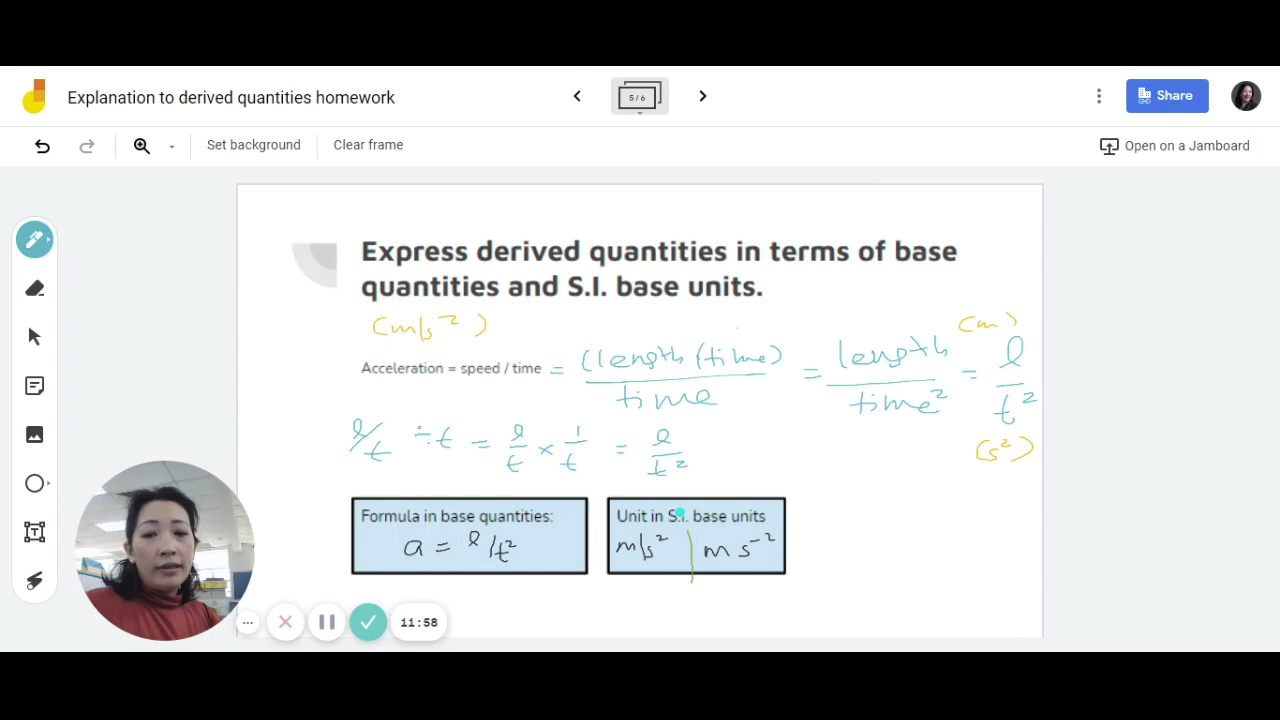 Explanation to derived quantities homework
5 / 6
Share
GHD
Set background
Clear frame
Open on a Jamboard
Express derived quantities in terms of base
quantities and S.I. base units.
(m/s²)
(m)
Acceleration = speed / time = (length/time) / time = length / time² = l / t²
(s²)
l/t ÷ t = l/t × 1/t = l/t²
Formula in base quantities:
a = l/t²
Unit in S.I. base units
m/s² | m s⁻²
... 
11:58